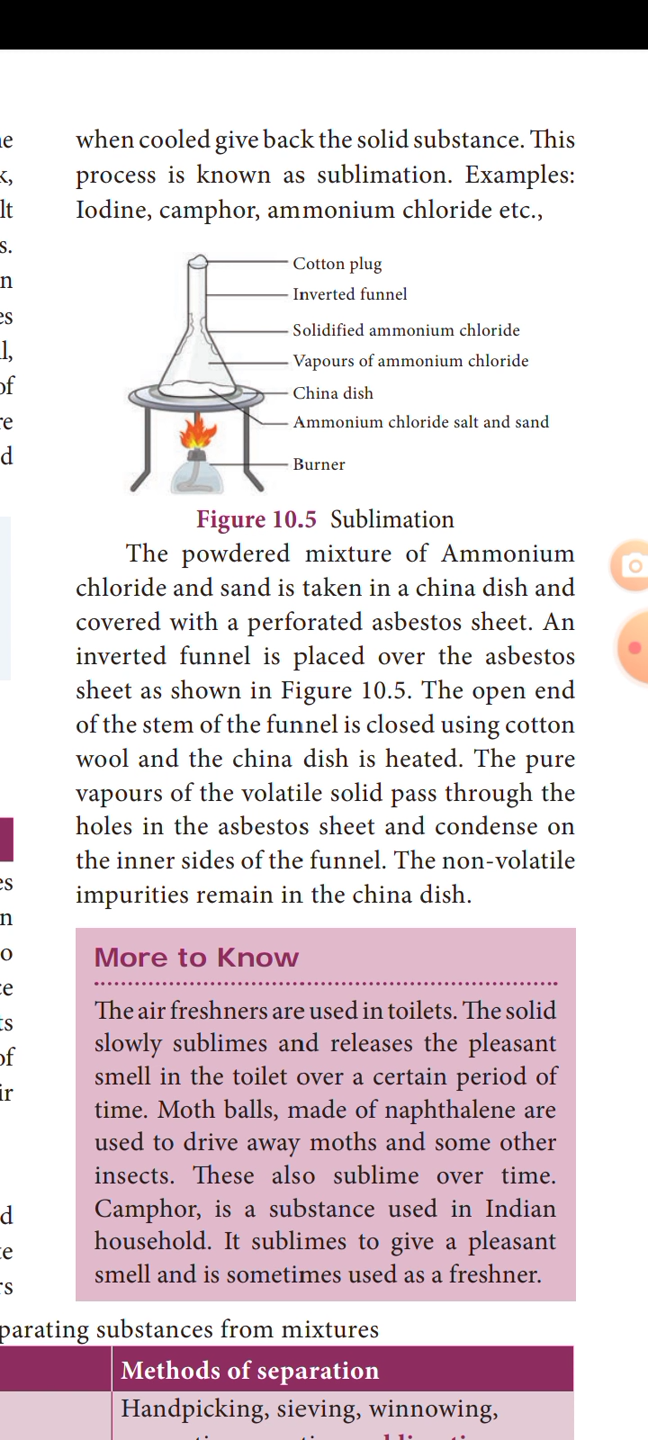 when cooled give back the solid substance. This
process is known as sublimation. Examples:
Iodine, camphor, ammonium chloride etc.,
Cotton plug
Inverted funnel
Solidified ammonium chloride
Vapours of ammonium chloride
China dish
Ammonium chloride salt and sand
Burner
Figure 10.5 Sublimation
The powdered mixture of Ammonium
chloride and sand is taken in a china dish and
covered with a perforated asbestos sheet. An
inverted funnel is placed over the asbestos
sheet as shown in Figure 10.5. The open end
of the stem of the funnel is closed using cotton
wool and the china dish is heated. The pure
vapours of the volatile solid pass through the
holes in the asbestos sheet and condense on
the inner sides of the funnel. The non-volatile
impurities remain in the china dish.
More to Know
The air freshners are used in toilets. The solid
slowly sublimes and releases the pleasant
smell in the toilet over a certain period of
time. Moth balls, made of naphthalene are
used to drive away moths and some other
insects. These also sublime over time.
Camphor, is a substance used in Indian
household. It sublimes to give a pleasant
smell and is sometimes used as a freshner.
substances from mixtures
Methods of separation
Handpicking, sieving, winnowing,